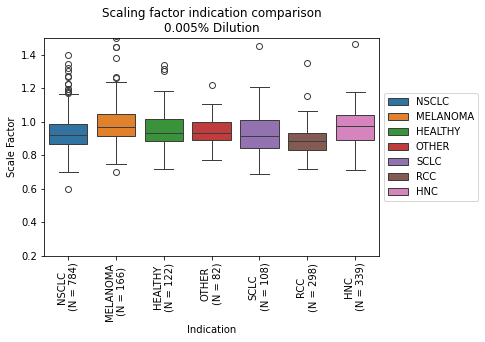 Scaling factor indication comparison
0.005% Dilution
1.4
1.2
1.0
0.8
0.6
0.4
0.2
Scale Factor
NSCLC
(N = 784)
MELANOMA
(N = 166)
HEALTHY
(N = 122)
OTHER
(N = 82)
SCLC
(N = 108)
RCC
(N = 298)
HNC
(N = 339)
Indication
NSCLC
MELANOMA
HEALTHY
OTHER
SCLC
RCC
HNC